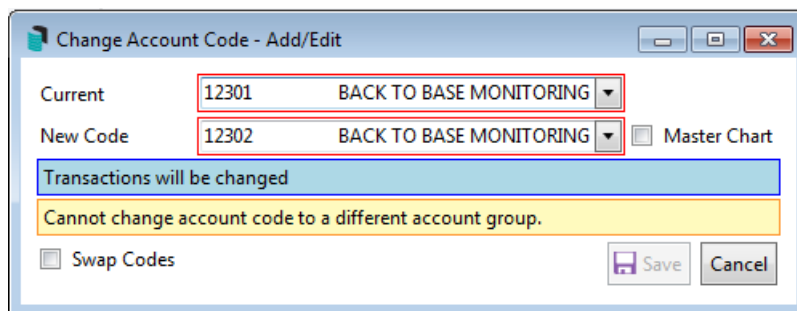 Change Account Code - Add/Edit
Current 12301 BACK TO BASE MONITORING
New Code 12302 BACK TO BASE MONITORING Master Chart
Transactions will be changed
Cannot change account code to a different account group.
Swap Codes Save Cancel